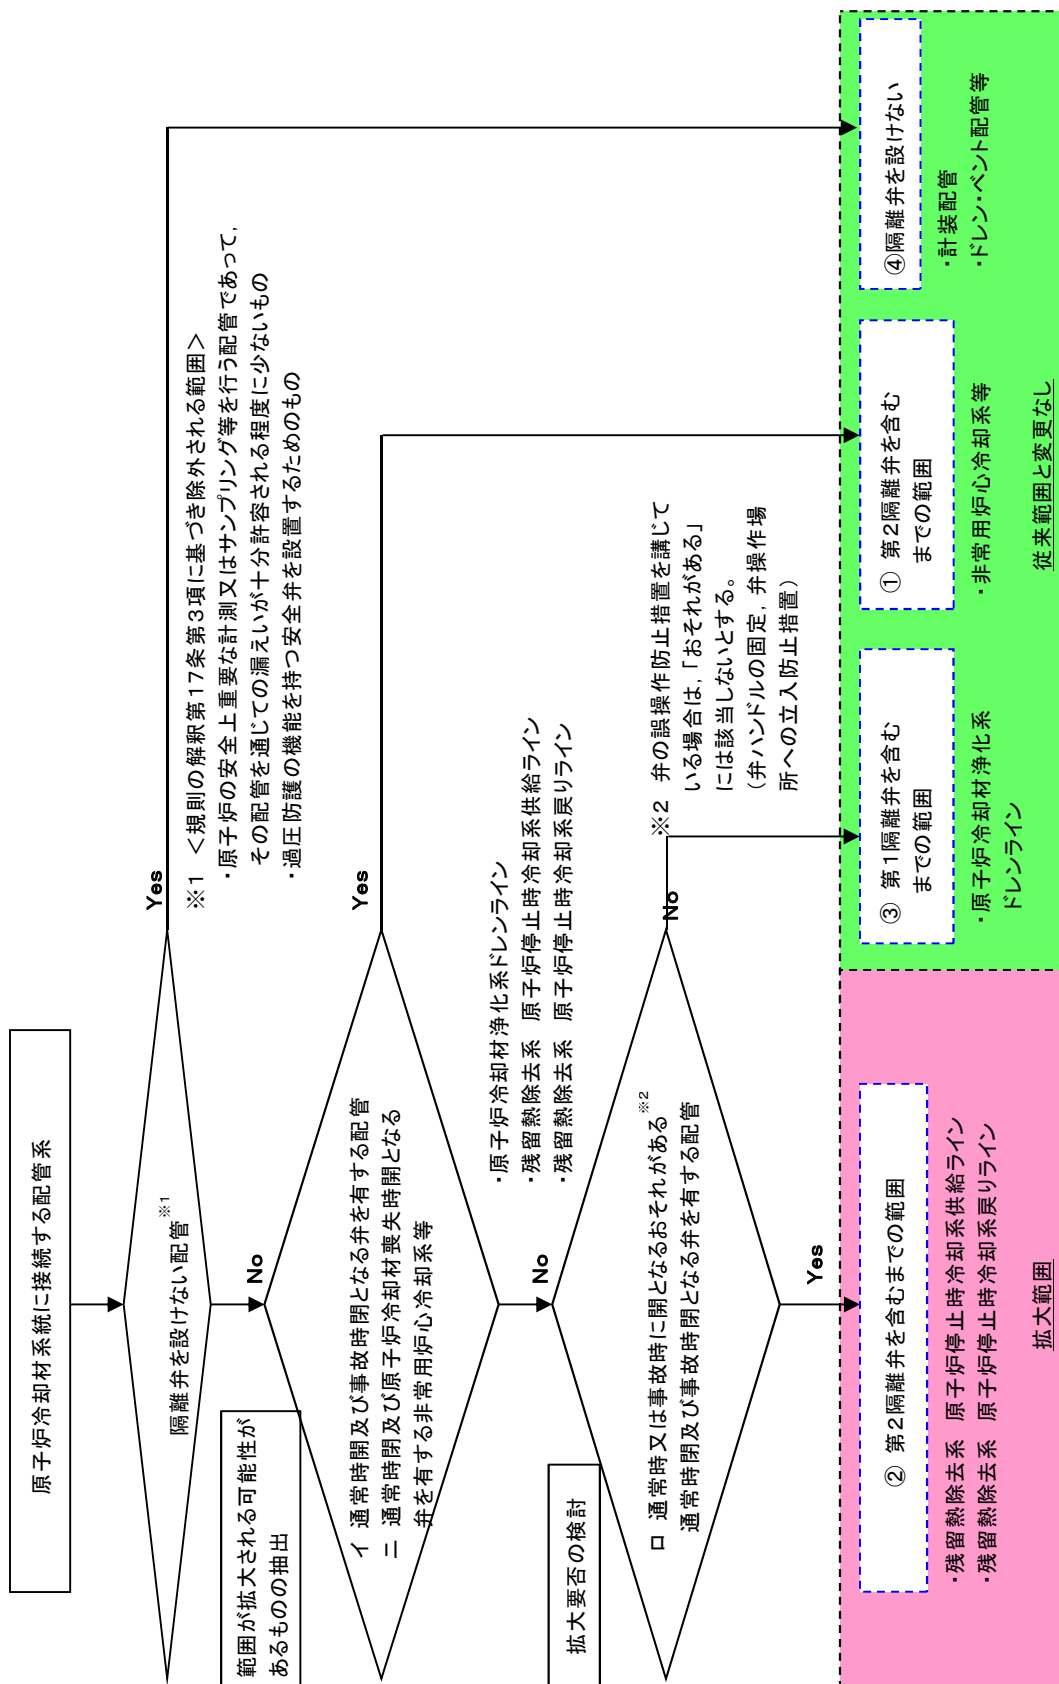 原子炉冷却材系統に接続する配管系
隔離弁を設けない配管※1
Yes
※1 <規則の解釈第17条第3項に基づき除外される範囲>
・原子炉の安全上重要な計測又はサンプリング等を行う配管であって,
その配管を通じての漏えいが十分許容される程度に少ないもの
・過圧防護の機能を持つ安全弁を設置するためのもの
No
範囲が拡大される可能性が
あるものの抽出
イ 通常時開及び事故時閉となる弁を有する配管
ニ 通常時閉及び原子炉冷却材喪失時開となる
弁を有する非常用炉心冷却系等
Yes
・原子炉冷却材浄化系ドレンライン
・残留熱除去系 原子炉停止時冷却系供給ライン
・残留熱除去系 原子炉停止時冷却系戻りライン
No
拡大要否の検討
ロ 通常時又は事故時に開となるおそれがある※2
通常時閉及び事故時閉となる弁を有する配管
No
※2 弁の誤操作防止措置を講じて
いる場合は,「おそれがある」
には該当しないとする。
(弁ハンドルの固定,弁操作場
所への立入防止措置)
Yes
② 第2隔離弁を含むまでの範囲
・残留熱除去系 原子炉停止時冷却系供給ライン
・残留熱除去系 原子炉停止時冷却系戻りライン
拡大範囲
③ 第1隔離弁を含む
までの範囲
・原子炉冷却材浄化系
ドレンライン
① 第2隔離弁を含む
までの範囲
・非常用炉心冷却系等
④隔離弁を設けない
・計装配管
・ドレン・ベント配管等
従来範囲と変更なし